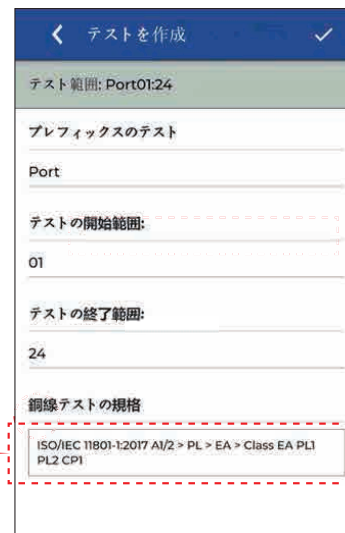 テストを作成
テスト範囲: Port01:24
プレフィックスのテスト
Port
テストの開始範囲:
01
テストの終了範囲:
24
銅線テストの規格
ISO/IEC 11801-1:2017 A1/2 > PL > EA > Class EA PL1
PL2 CP1